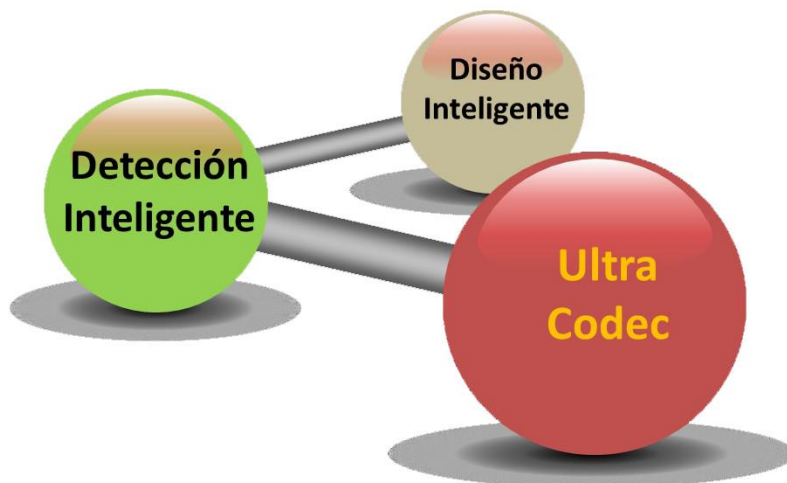 Diseño
Inteligente
Detección
Inteligente
Ultra
Codec